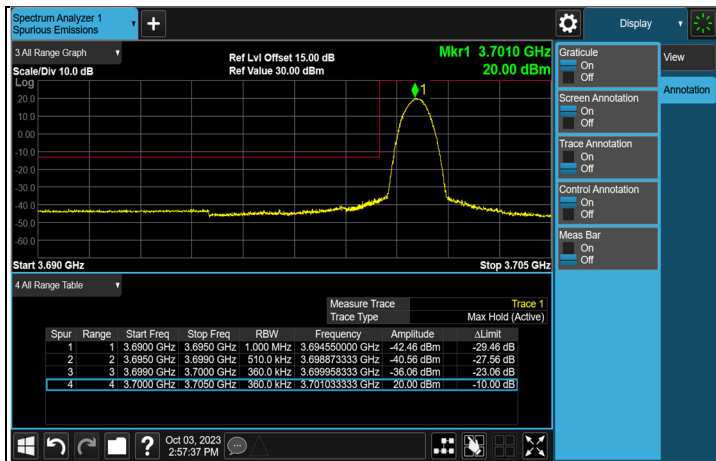 Spectrum Analyzer 1
Spurious Emissions
Display
3 All Range Graph
Ref Lvl Offset 15.00 dB
Mkr1 3.7010 GHz
Scale/Div 10.0 dB
Ref Value 30.00 dBm
20.00 dBm
Log
1
20.0
10.0
0.00
-10.0
-20.0
-30.0
-40.0
-50.0
-60.0
Start 3.690 GHz
Stop 3.705 GHz
4 All Range Table
Measure Trace Trace 1
Trace Type Max Hold (Active)
Spur Range Start Freq Stop Freq RBW Frequency Amplitude ΔLimit
1 1 3.6900 GHz 3.6950 GHz 1.000 MHz 3.694550000 GHz -42.46 dBm -29.46 dB
2 2 3.6950 GHz 3.6990 GHz 510.0 kHz 3.698873333 GHz -40.56 dBm -27.56 dB
3 3 3.6990 GHz 3.7000 GHz 360.0 kHz 3.699958333 GHz -36.06 dBm -23.06 dB
4 4 3.7000 GHz 3.7050 GHz 360.0 kHz 3.701033333 GHz 20.00 dBm -10.00 dB
Graticule
On
Off
Screen Annotation
On
Off
Trace Annotation
On
Off
Control Annotation
On
Off
Meas Bar
On
Off
View
Annotation
?
Oct 03, 2023
2:57:37 PM